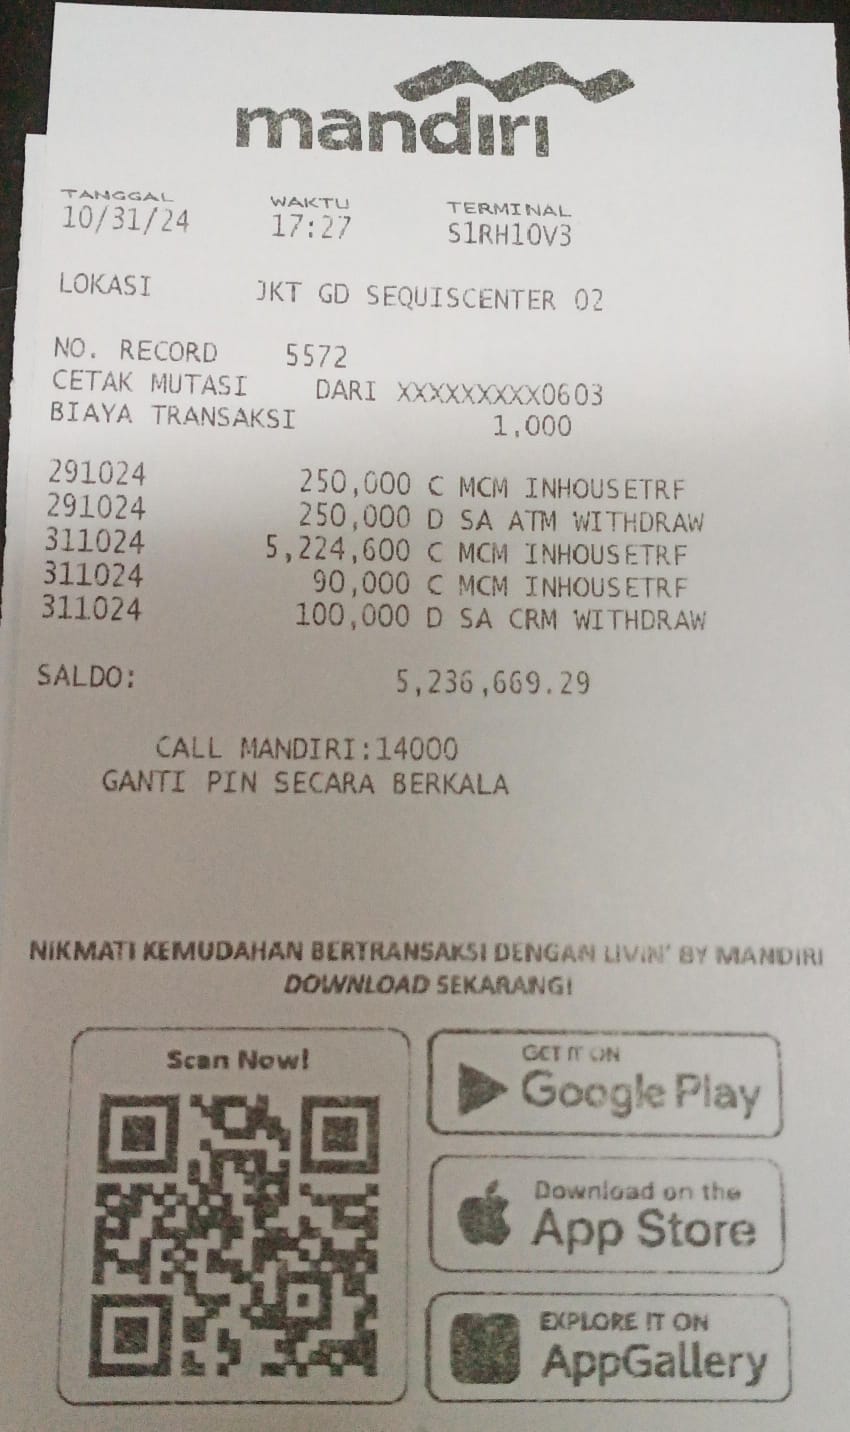 mandiri
TANGGAL WAKTU TERMINAL
10/31/24 17:27 S1RH10V3
LOKASI JKT GD SEQUISCENTER 02
NO. RECORD 5572
CETAK MUTASI DARI XXXXXXXXX0603
BIAYA TRANSAKSI 1,000
291024 250,000 C MCM INHOUSETRF
291024 250,000 D SA ATM WITHDRAW
311024 5,224,600 C MCM INHOUSETRF
311024 90,000 C MCM INHOUSETRF
311024 100,000 D SA CRM WITHDRAW
SALDO: 5,236,669.29
CALL MANDIRI:14000
GANTI PIN SECARA BERKALA
NIKMATI KEMUDAHAN BERTRANSAKSI DENGAN LIVIN' BY MANDIRI
DOWNLOAD SEKARANG!
Scan Now!
GET IT ON
Google Play
Download on the
App Store
EXPLORE IT ON
AppGallery